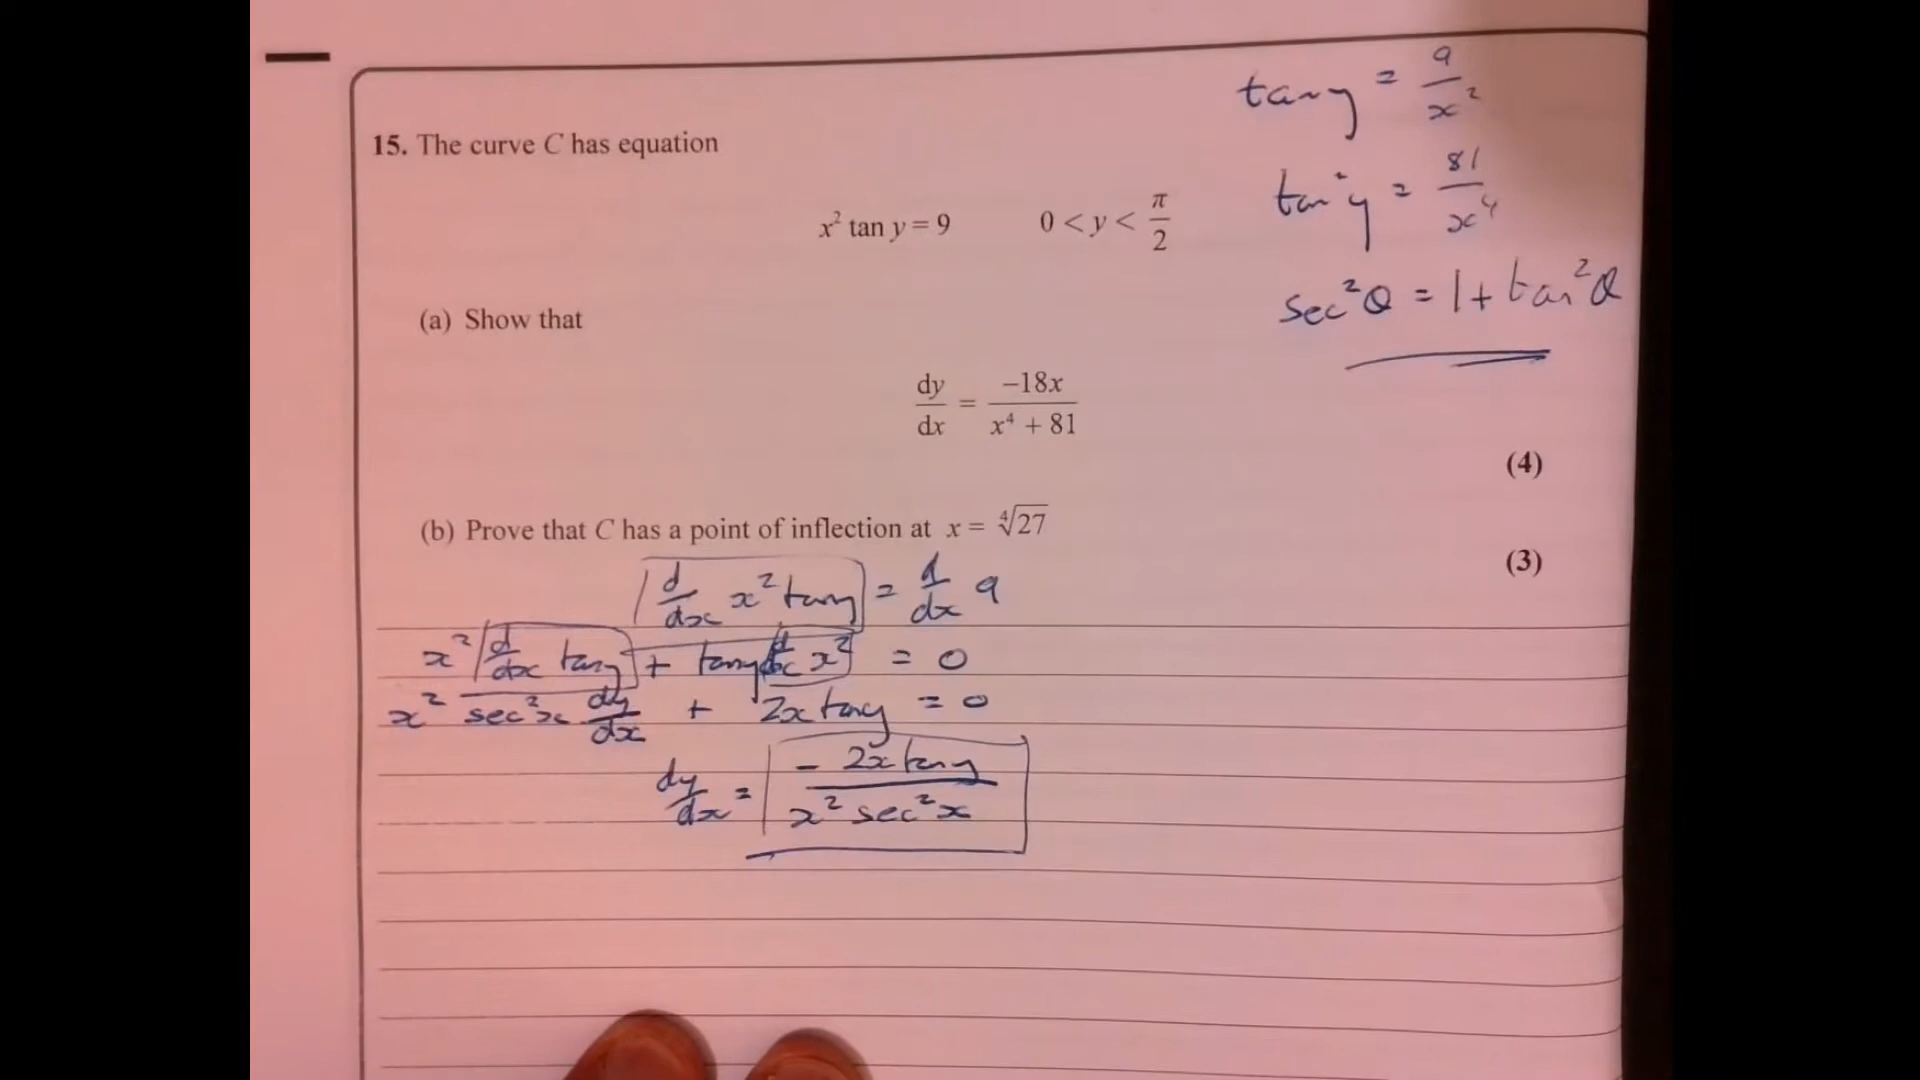 15. The curve C has equation
x² tan y = 9 0 < y < π/2
(a) Show that
dy/dx = -18x/(x⁴ + 81)
(4)
(b) Prove that C has a point of inflection at x = ∜27
(3)
tan y = 9/x²
tan²y = 81/x⁴
sec²θ = 1 + tan²θ
d/dx x² tan y = d/dx 9
x² d/dx tan y + tan y d/dx x² = 0
x² sec²x dy/dx + 2x tan y = 0
dy/dx = - 2x tan y/x² sec²x